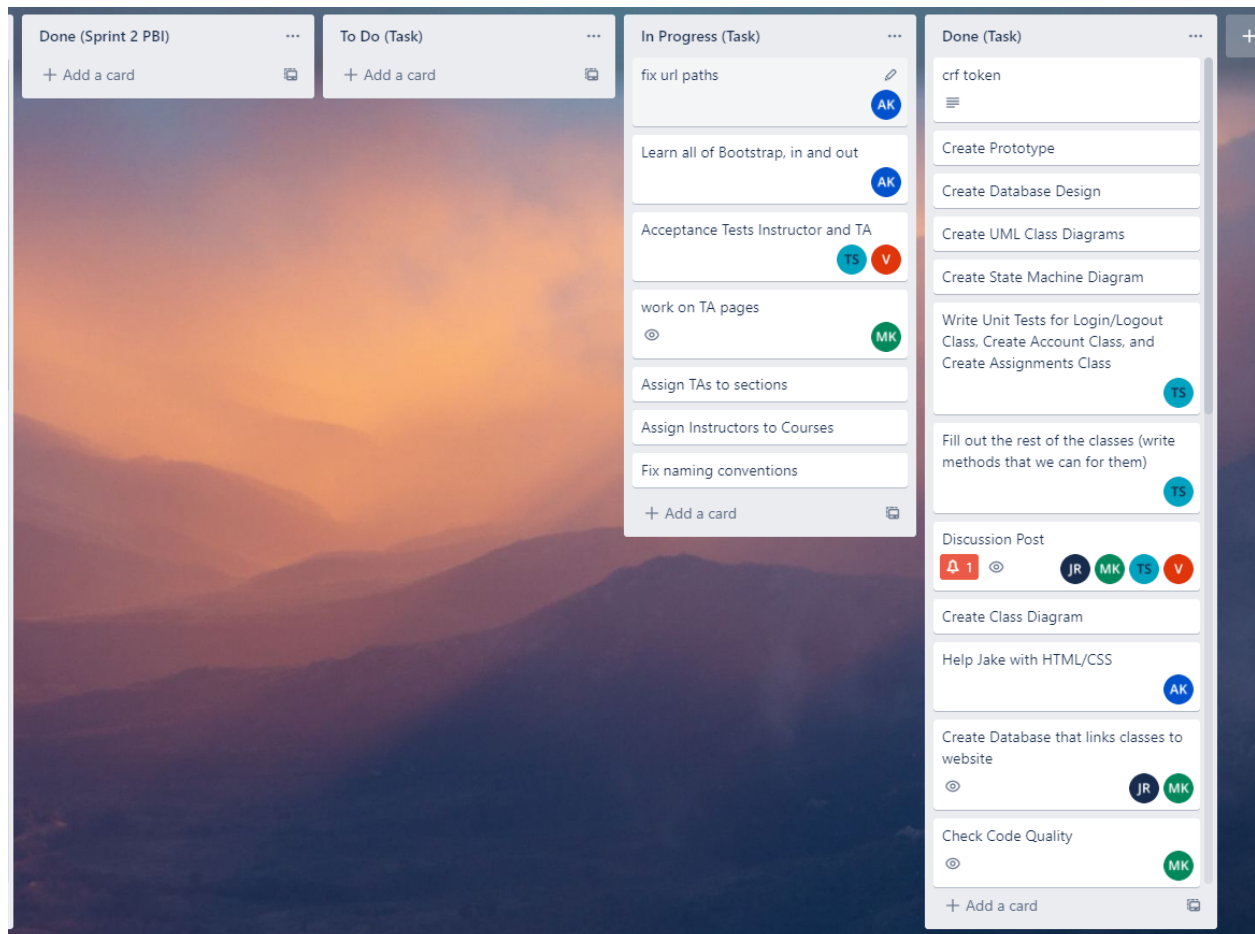 Done (Sprint 2 PBI)
+ Add a card
To Do (Task)
+ Add a card
In Progress (Task)
fix url paths
AK
Learn all of Bootstrap, in and out
AK
Acceptance Tests Instructor and TA
TS V
work on TA pages
MK
Assign TAs to sections
Assign Instructors to Courses
Fix naming conventions
+ Add a card
Done (Task)
crf token
Create Prototype
Create Database Design
Create UML Class Diagrams
Create State Machine Diagram
Write Unit Tests for Login/Logout
Class, Create Account Class, and
Create Assignments Class
TS
Fill out the rest of the classes (write
methods that we can for them)
TS
Discussion Post
1 JR MK TS V
Create Class Diagram
Help Jake with HTML/CSS
AK
Create Database that links classes to
website
JR MK
Check Code Quality
MK
+ Add a card
+